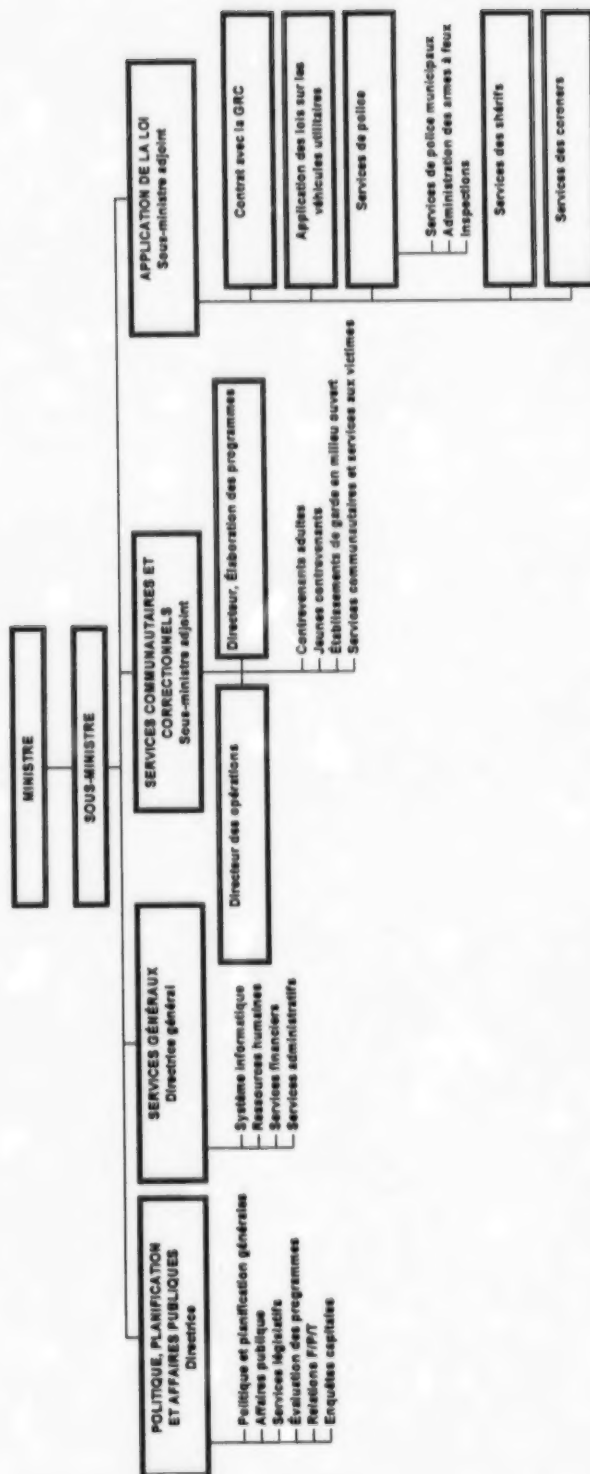 MINISTRE
SOUS-MINISTRE
POLITIQUE, PLANIFICATION
ET AFFAIRES PUBLIQUES
Directrice
Politique et planification générales
Affaires publique
Services législatifs
Évaluation des programmes
Relations F/P/T
Enquêtes capitales
SERVICES GÉNÉRAUX
Directrice général
Système informatique
Ressources humaines
Services financiers
Services administratifs
SERVICES COMMUNAUTAIRES ET
CORRECTIONNELS
Sous-ministre adjoint
Directeur des opérations
Directeur, Élaboration des programmes
Contrevenants adultes
Jeunes contrevenants
Établissements de garde en milieu ouvert
Services communautaires et services aux victimes
APPLICATION DE LA LOI
Sous-ministre adjoint
Contrat avec la GRC
Application des lois sur les
véhicules utilitaires
Services de police
Services de police municipaux
Administration des armes à feux
Inspections
Services des shérifs
Services des coroners